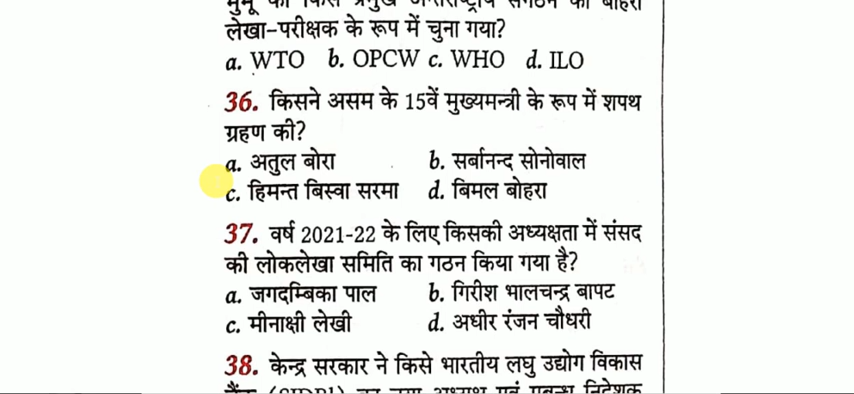 लेखा-परीक्षक के रूप में चुना गया?
a. WTO b. OPCW c. WHO d. ILO
36. किसने असम के 15वें मुख्यमन्त्री के रूप में शपथ
ग्रहण की?
a. अतुल बोरा b. सर्बानन्द सोनोवाल
c. हिमन्त बिस्वा सरमा d. बिमल बोहरा
37. वर्ष 2021-22 के लिए किसकी अध्यक्षता में संसद
की लोकलेखा समिति का गठन किया गया है?
a. जगदम्बिका पाल b. गिरीश भालचन्द्र बापट
c. मीनाक्षी लेखी d. अधीर रंजन चौधरी
38. केन्द्र सरकार ने किसे भारतीय लघु उद्योग विकास